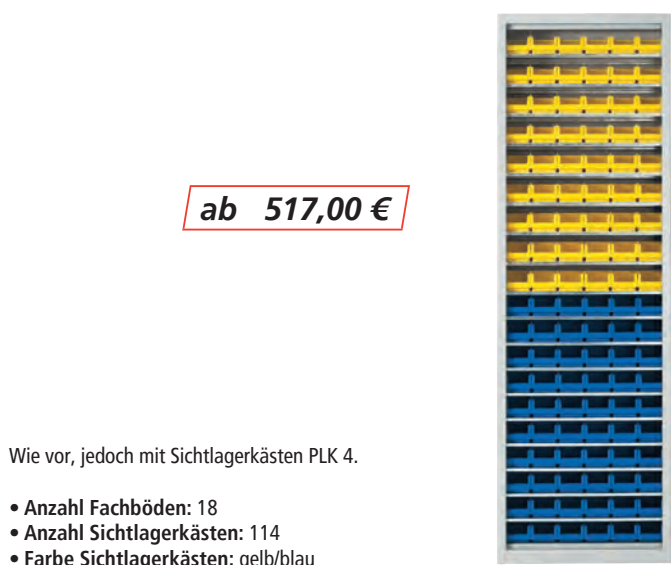 ab 517,00 €
Wie vor, jedoch mit Sichtlagerkästen PLK 4.
• Anzahl Fachböden: 18
• Anzahl Sichtlagerkästen: 114
• Farbe Sichtlagerkästen: gelb/blau